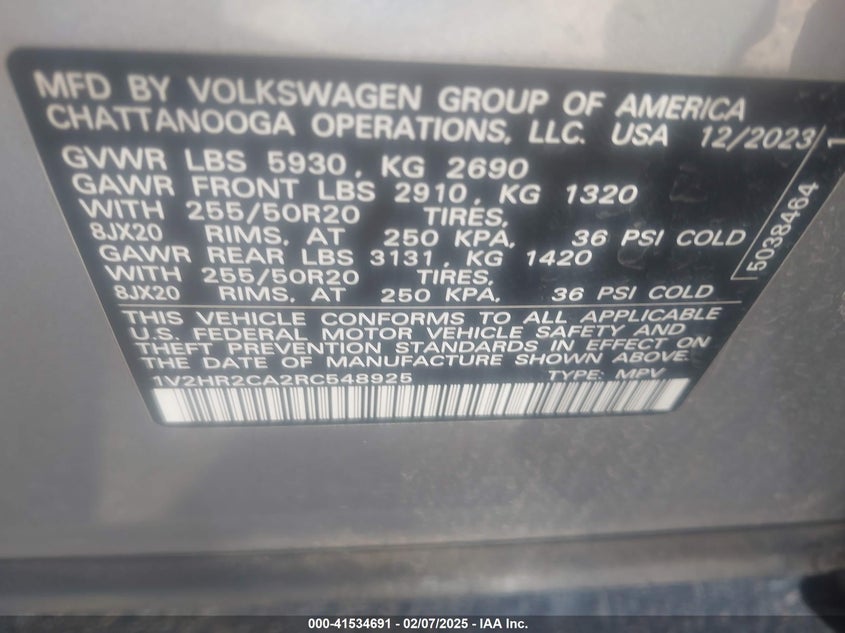 MFD BY VOLKSWAGEN GROUP OF AMERICA
CHATTANOOGA OPERATIONS, LLC. USA 12/2023
GVWR LBS 5930, KG 2690
GAWR FRONT LBS 2910, KG 1320
WITH 255/50R20 TIRES,
8JX20 RIMS, AT 250 KPA, 36 PSI COLD
GAWR REAR LBS 3131, KG 1420
WITH 255/50R20 TIRES,
8JX20 RIMS, AT 250 KPA, 36 PSI COLD
THIS VEHICLE CONFORMS TO ALL APPLICABLE
U.S. FEDERAL MOTOR VEHICLE SAFETY AND
THEFT PREVENTION STANDARDS IN EFFECT ON
THE DATE OF MANUFACTURE SHOWN ABOVE.
1V2HR2CA2RC548925 TYPE: MPV
5038464
1
000-41534691 - 02/07/2025 - IAA Inc.